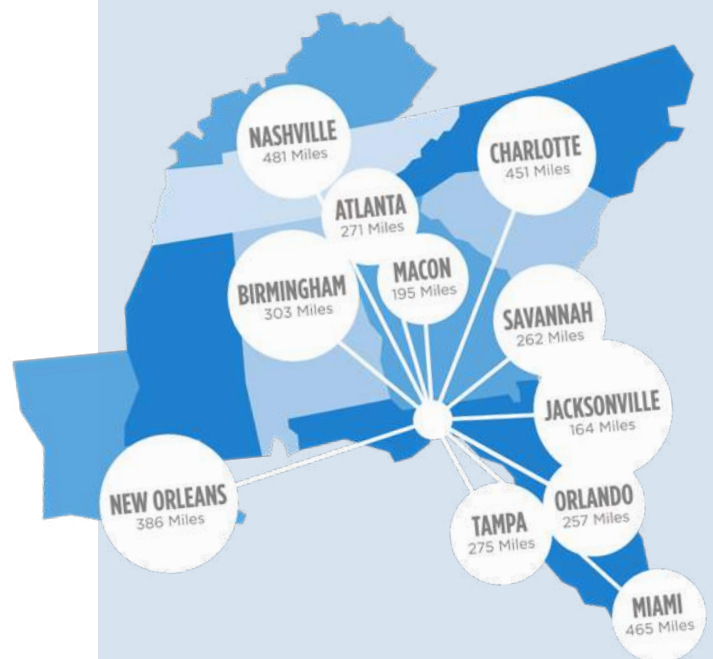 NASHVILLE
481 Miles
CHARLOTTE
451 Miles
ATLANTA
271 Miles
MACON
195 Miles
BIRMINGHAM
303 Miles
SAVANNAH
262 Miles
JACKSONVILLE
164 Miles
NEW ORLEANS
386 Miles
TAMPA
275 Miles
ORLANDO
257 Miles
MIAMI
465 Miles